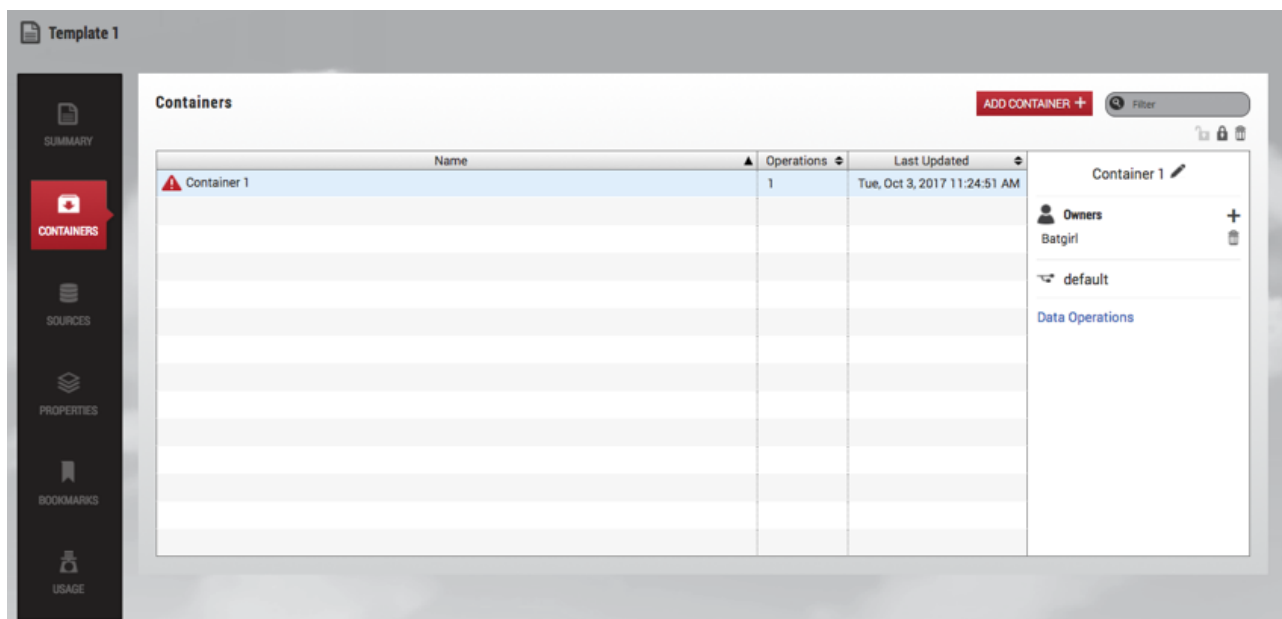 Template 1
SUMMARY
CONTAINERS
SOURCES
PROPERTIES
BOOKMARKS
USAGE
Containers
ADD CONTAINER +
Filter
Name Operations Last Updated
Container 1 1 Tue, Oct 3, 2017 11:24:51 AM
Container 1
Owners
Batgirl
default
Data Operations